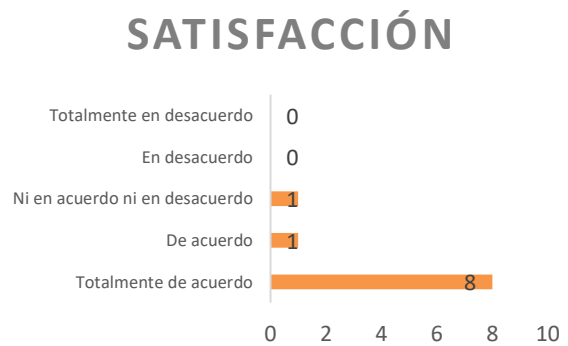 SATISFACCIÓN
Totalmente en desacuerdo 0
En desacuerdo 0
Ni en acuerdo ni en desacuerdo 1
De acuerdo 1
Totalmente de acuerdo 8
0 2 4 6 8 10